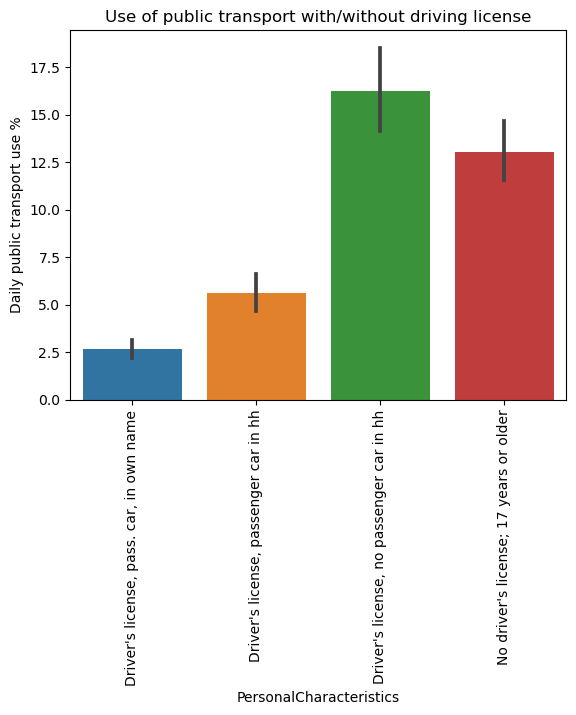 Use of public transport with/without driving license
Daily public transport use %
17.5
15.0
12.5
10.0
7.5
5.0
2.5
0.0
Driver's license, pass. car, in own name
Driver's license, passenger car in hh
Driver's license, no passenger car in hh
No driver's license; 17 years or older
PersonalCharacteristics